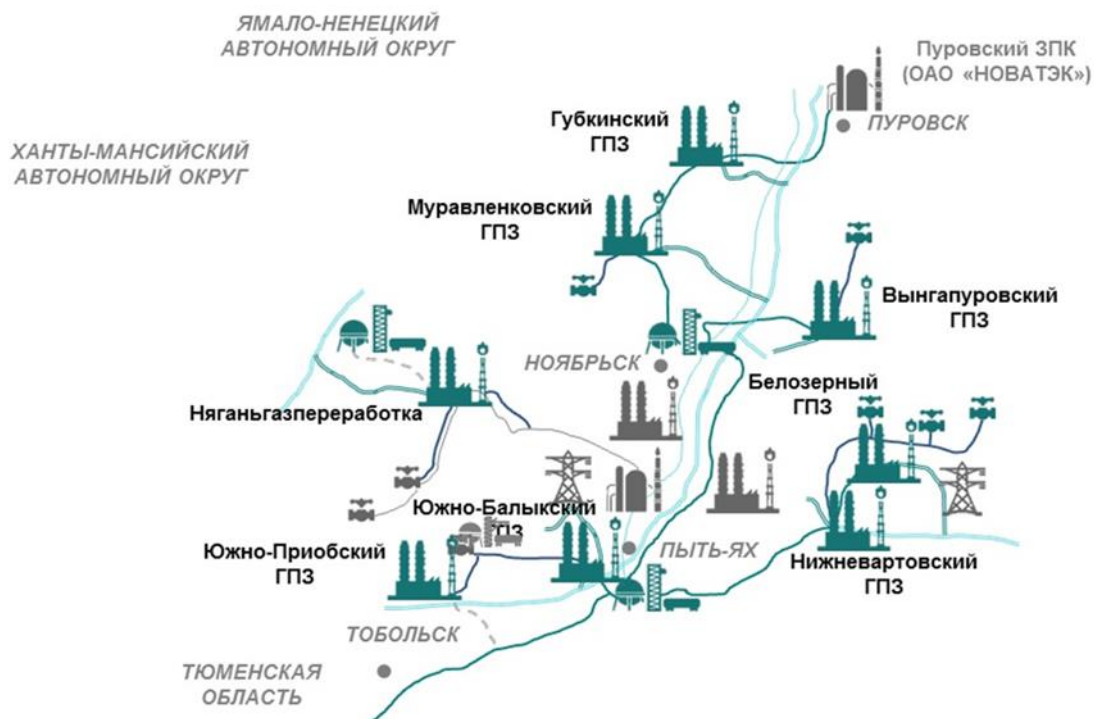 ЯМАЛО-НЕНЕЦКИЙ
АВТОНОМНЫЙ ОКРУГ
Пуровский ЗПК
(ОАО «НОВАТЭК»)
ПУРОВСК
Губкинский
ГПЗ
ХАНТЫ-МАНСИЙСКИЙ
АВТОНОМНЫЙ ОКРУГ
Муравленковский
ГПЗ
Вынгапуровский
ГПЗ
НОЯБРЬСК
Белозерный
ГПЗ
Няганьгазпереработка
Южно-Балыкский
ГПЗ
Южно-Приобский
ГПЗ
ПЫТЬ-ЯХ
Нижневартовский
ГПЗ
ТОБОЛЬСК
ТЮМЕНСКАЯ
ОБЛАСТЬ